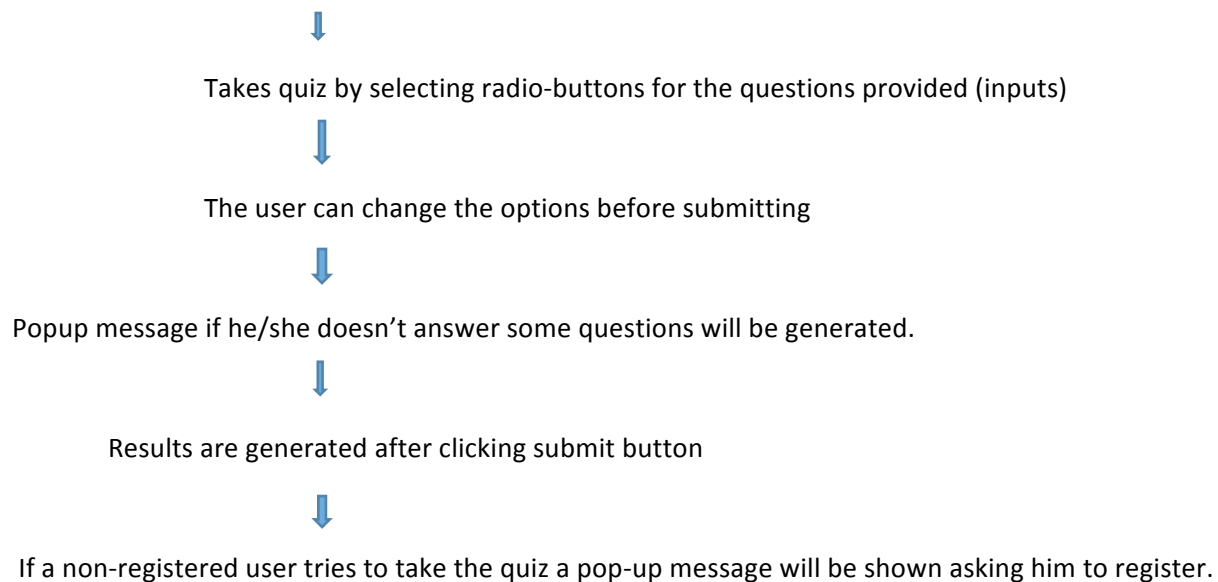 Takes quiz by selecting radio-buttons for the questions provided (inputs)
The user can change the options before submitting
Popup message if he/she doesn’t answer some questions will be generated.
Results are generated after clicking submit button
If a non-registered user tries to take the quiz a pop-up message will be shown asking him to register.